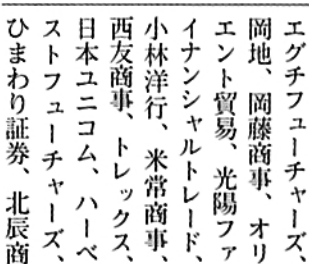 エグチフューチャーズ、
岡地、岡藤商事、オリ
エント貿易、光陽ファ
イナンシャルトレード、
小林洋行、米常商事、
西友商事、トレックス、
日本ユニコム、ハーベ
ストフューチャーズ、
ひまわり証券、北辰商